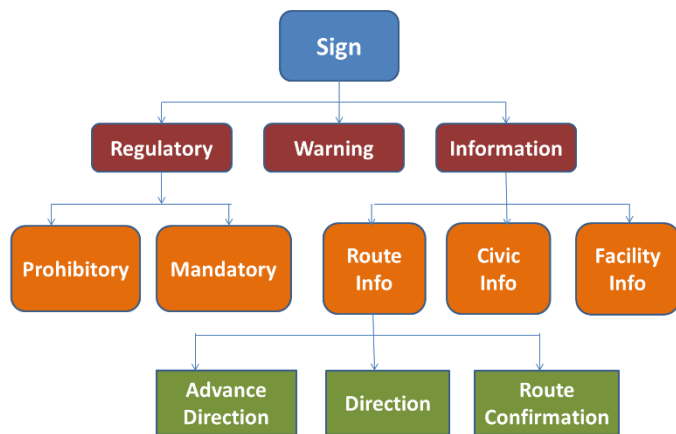 Sign
Regulatory
Warning
Information
Prohibitory
Mandatory
Route
Info
Civic
Info
Facility
Info
Advance
Direction
Direction
Route
Confirmation